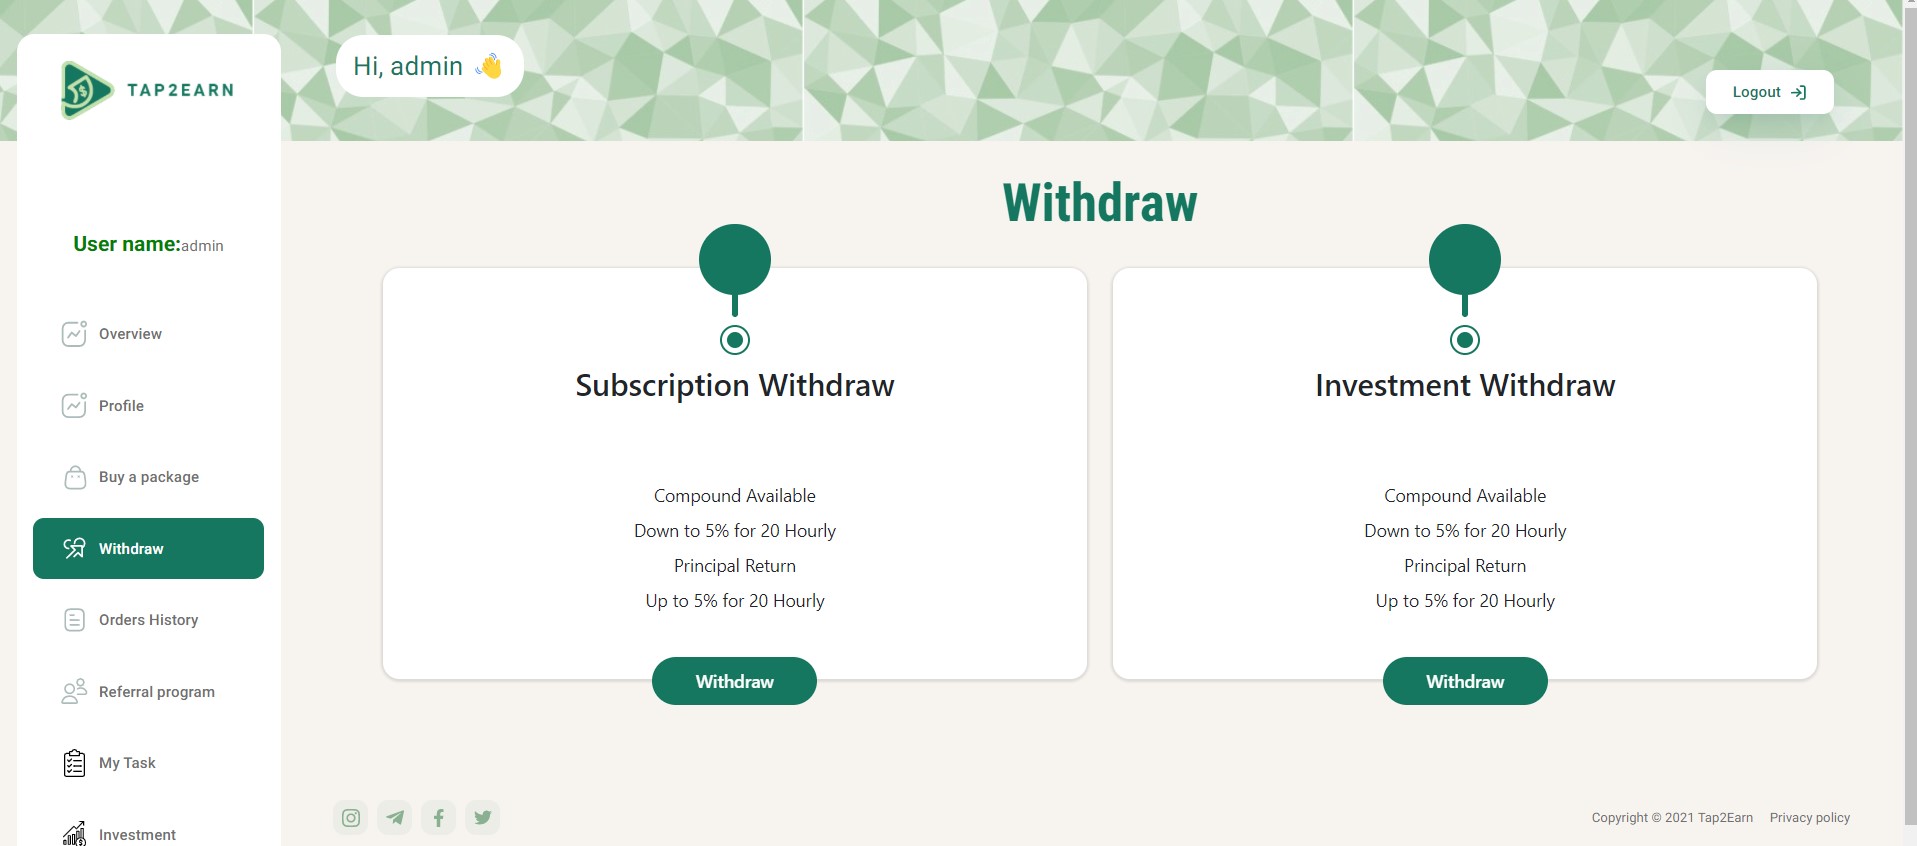 TAP2EARN
Hi, admin
Logout
User name:admin
Overview
Profile
Buy a package
Withdraw
Orders History
Referral program
My Task
Investment
Withdraw
Subscription Withdraw
Compound Available
Down to 5% for 20 Hourly
Principal Return
Up to 5% for 20 Hourly
Withdraw
Investment Withdraw
Compound Available
Down to 5% for 20 Hourly
Principal Return
Up to 5% for 20 Hourly
Withdraw
Copyright © 2021 Tap2Earn Privacy policy